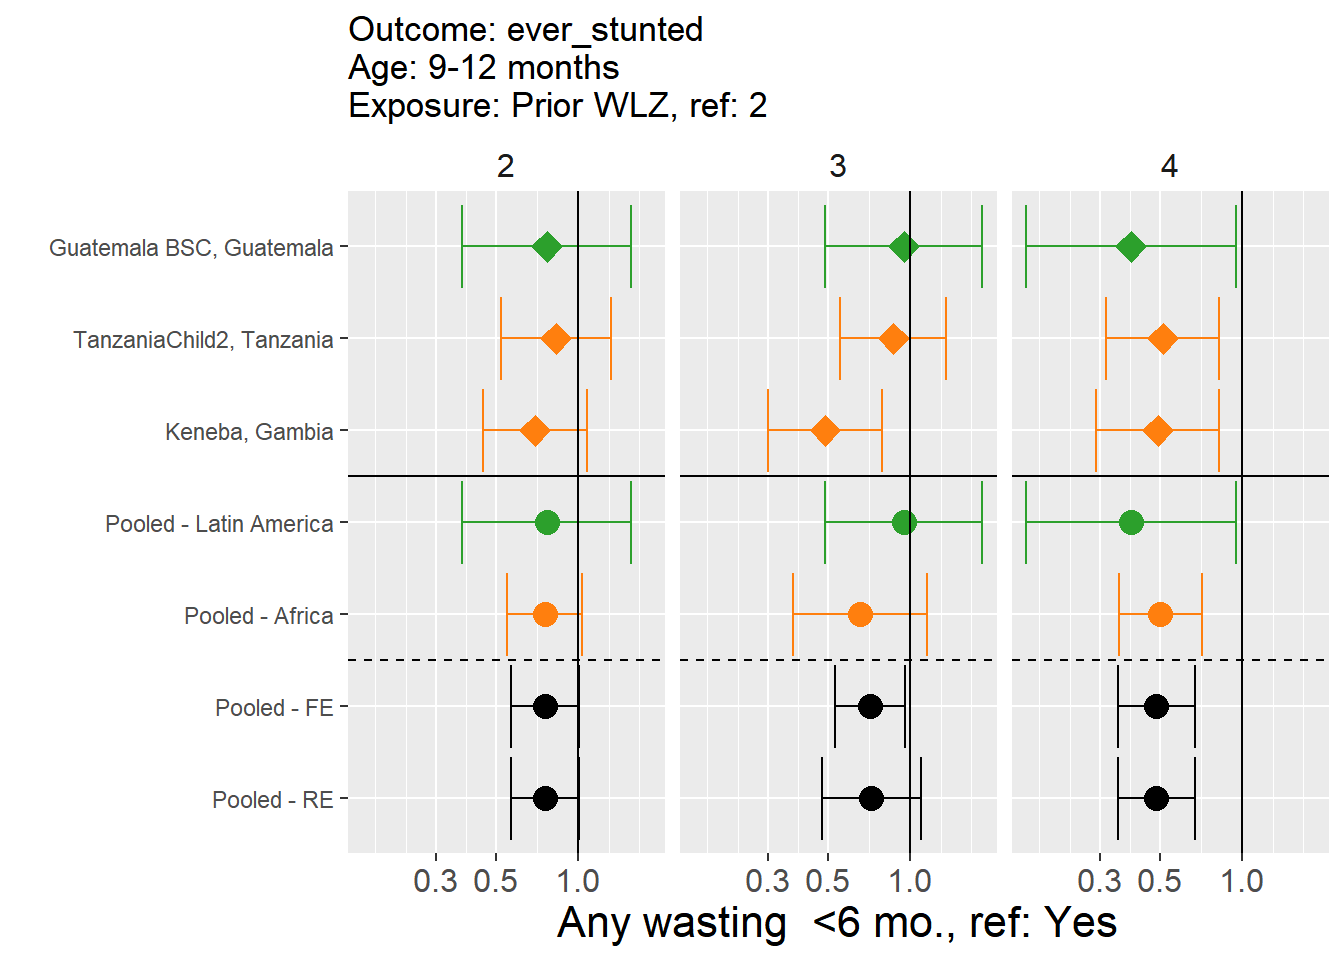 Outcome: ever_stunted
Age: 9-12 months
Exposure: Prior WLZ, ref: 2
2 3 4
Guatemala BSC, Guatemala
TanzaniaChild2, Tanzania
Keneba, Gambia
Pooled - Latin America
Pooled - Africa
Pooled - FE
Pooled - RE
0.3 0.5 1.0 0.3 0.5 1.0 0.3 0.5 1.0
Any wasting  <6 mo., ref: Yes